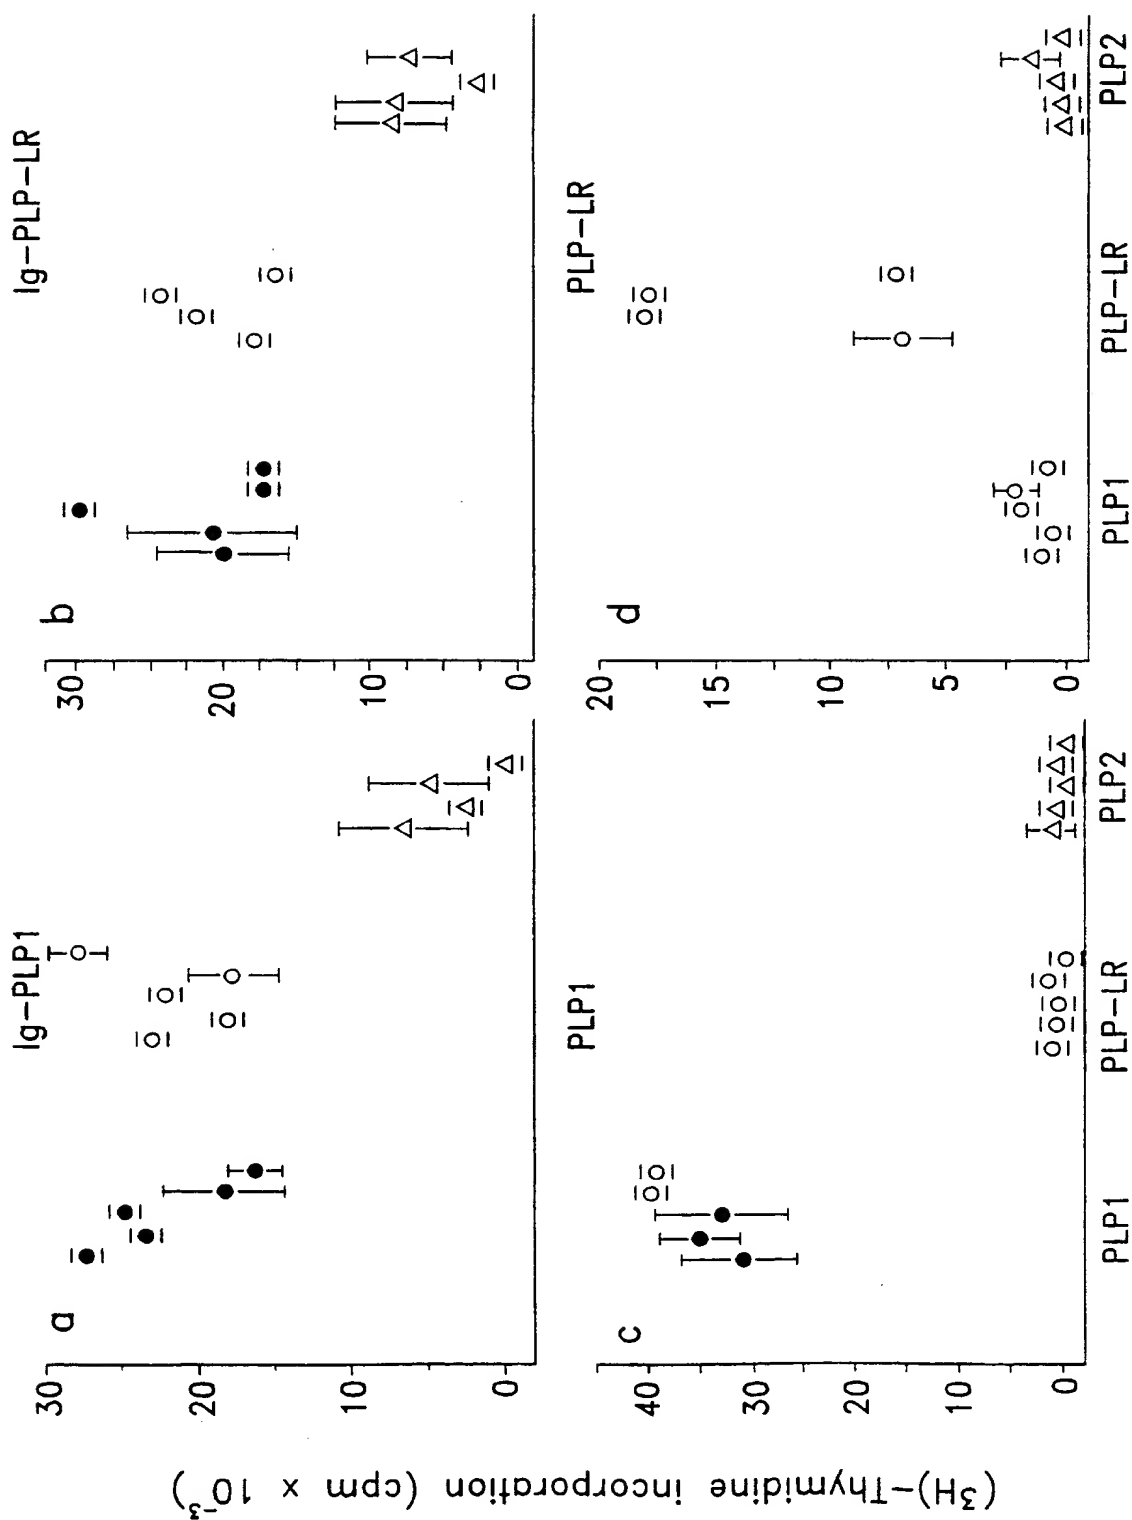 (³H)-Thymidine incorporation (cpm x 10⁻³)
a
Ig-PLP1
30
20
10
0
b
Ig-PLP-LR
30
20
10
0
c
PLP1
40
30
20
10
0
PLP1 PLP-LR PLP2
d
PLP-LR
20
15
10
5
0
PLP1 PLP-LR PLP2